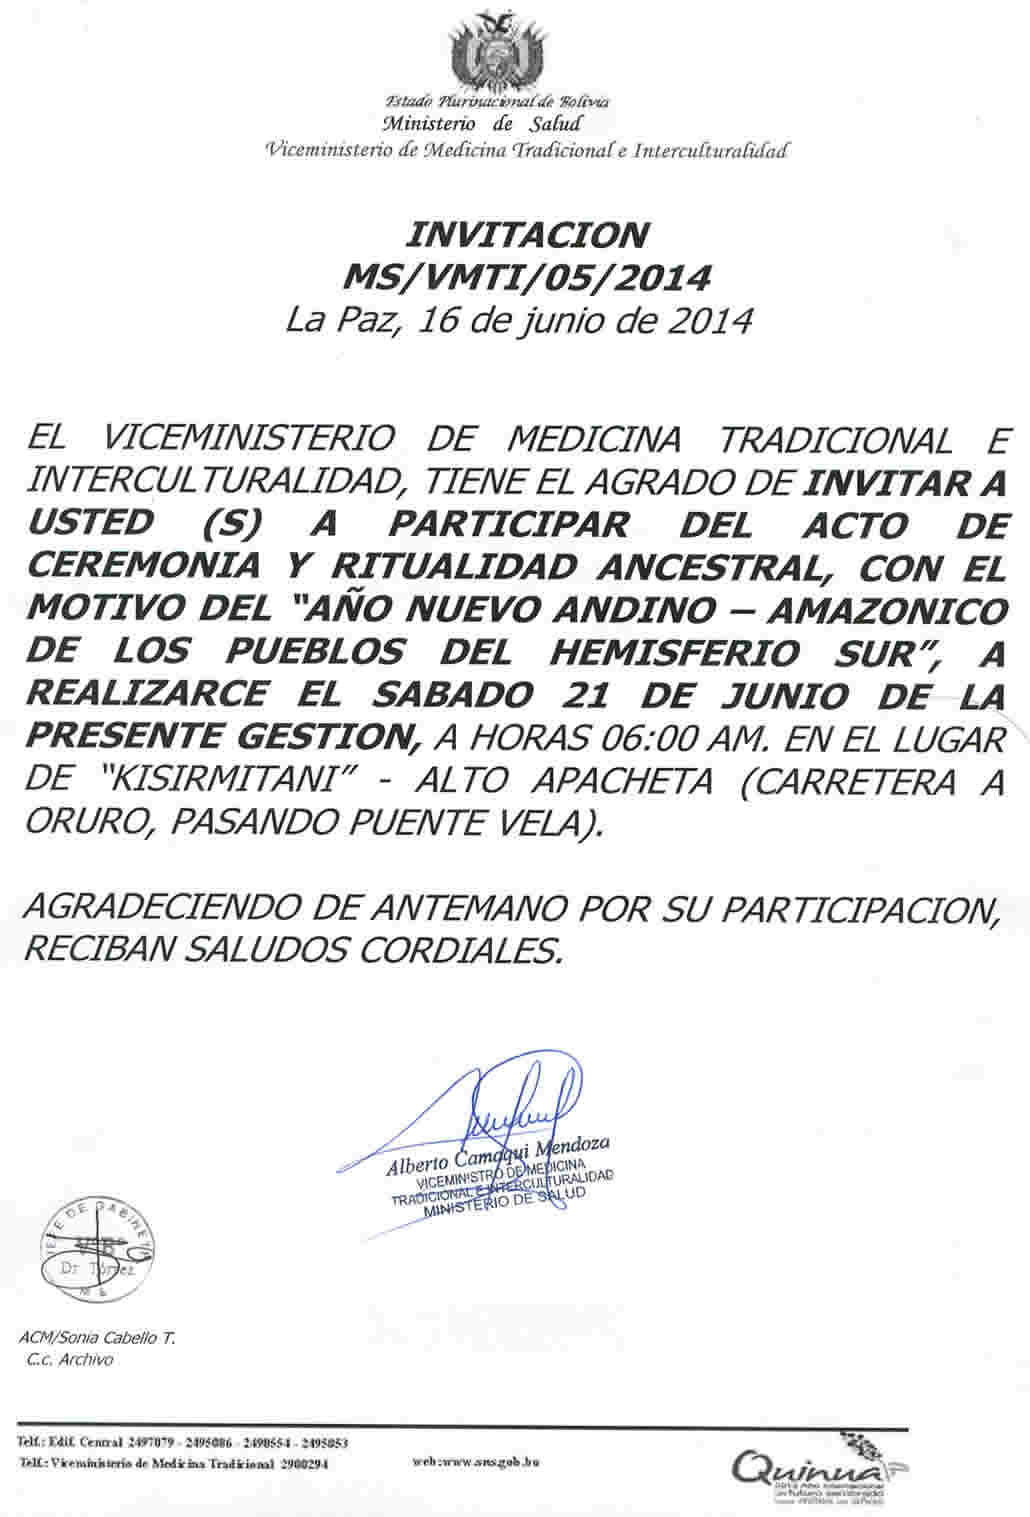 Estado Plurinacional de Bolivia
Ministerio de Salud
Viceministerio de Medicina Tradicional e Interculturalidad
INVITACION
MS/VMTI/05/2014
La Paz, 16 de junio de 2014
EL VICEMINISTERIO DE MEDICINA TRADICIONAL E
INTERCULTURALIDAD, TIENE EL AGRADO DE INVITAR A
USTED (S) A PARTICIPAR DEL ACTO DE
CEREMONIA Y RITUALIDAD ANCESTRAL, CON EL
MOTIVO DEL "AÑO NUEVO ANDINO – AMAZONICO
DE LOS PUEBLOS DEL HEMISFERIO SUR", A
REALIZARCE EL SABADO 21 DE JUNIO DE LA
PRESENTE GESTION, A HORAS 06:00 AM. EN EL LUGAR
DE "KISIRMITANI" - ALTO APACHETA (CARRETERA A
ORURO, PASANDO PUENTE VELA).
AGRADECIENDO DE ANTEMANO POR SU PARTICIPACION,
RECIBAN SALUDOS CORDIALES.
Alberto Camaqui Mendoza
VICEMINISTRO DE MEDICINA
TRADICIONAL E INTERCULTURALIDAD
MINISTERIO DE SALUD
JEFE DE GABINETE
Dr. Torrez
ACM/Sonia Cabello T.
C.c. Archivo
Telf.: Edif. Central 2497079 - 2495086 - 2490554 - 2495053
Telf.: Viceministerio de Medicina Tradicional 2900294
web:www.sns.gob.bo
Quinua